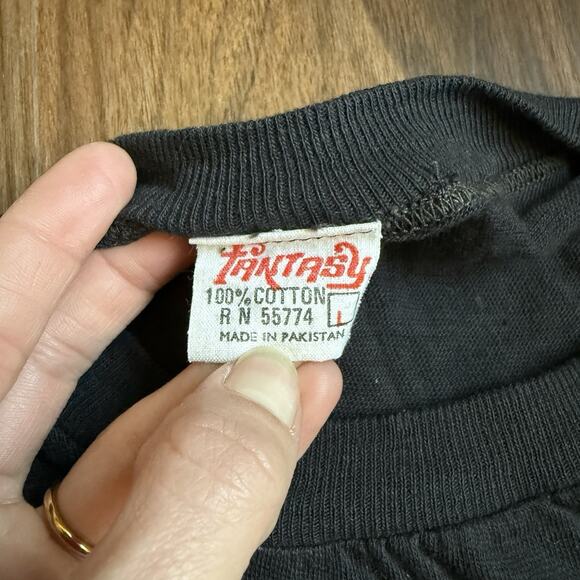 FANTASY
100% COTTON
R N 55774 L
MADE IN PAKISTAN